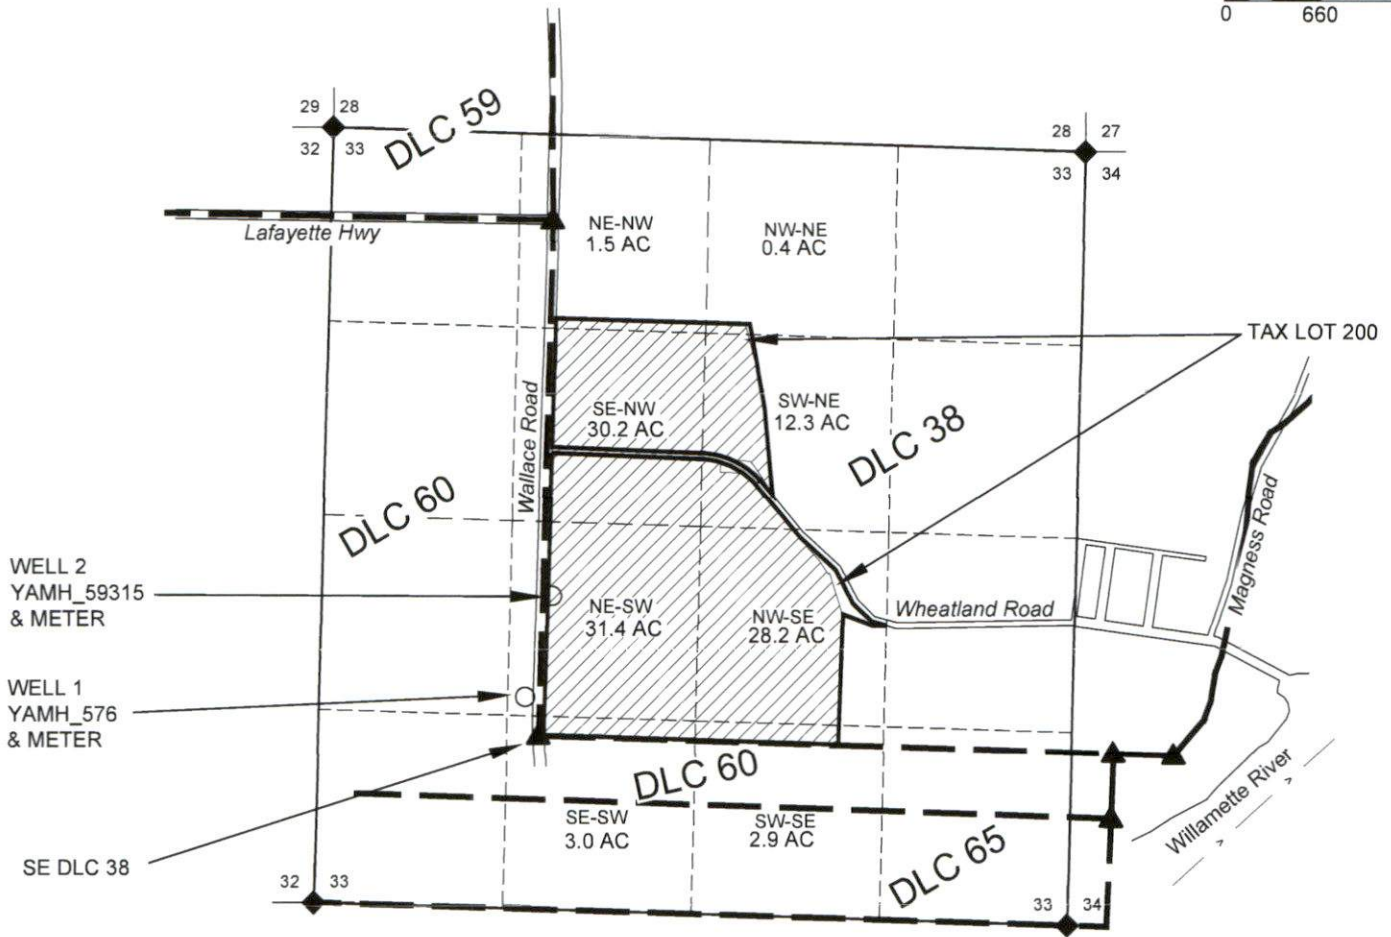 0 660
29 28
32 33
DLC 59
28 27
33 34
Lafayette Hwy
NE-NW
1.5 AC
NW-NE
0.4 AC
TAX LOT 200
Wallace Road
SE-NW
30.2 AC
SW-NE
12.3 AC
DLC 38
DLC 60
Magness Road
WELL 2
YAMH_59315
& METER
NE-SW
31.4 AC
NW-SE
28.2 AC
Wheatland Road
WELL 1
YAMH_576
& METER
DLC 60
SE-SW
3.0 AC
SW-SE
2.9 AC
DLC 65
Willamette River
SE DLC 38
32 33
33 34